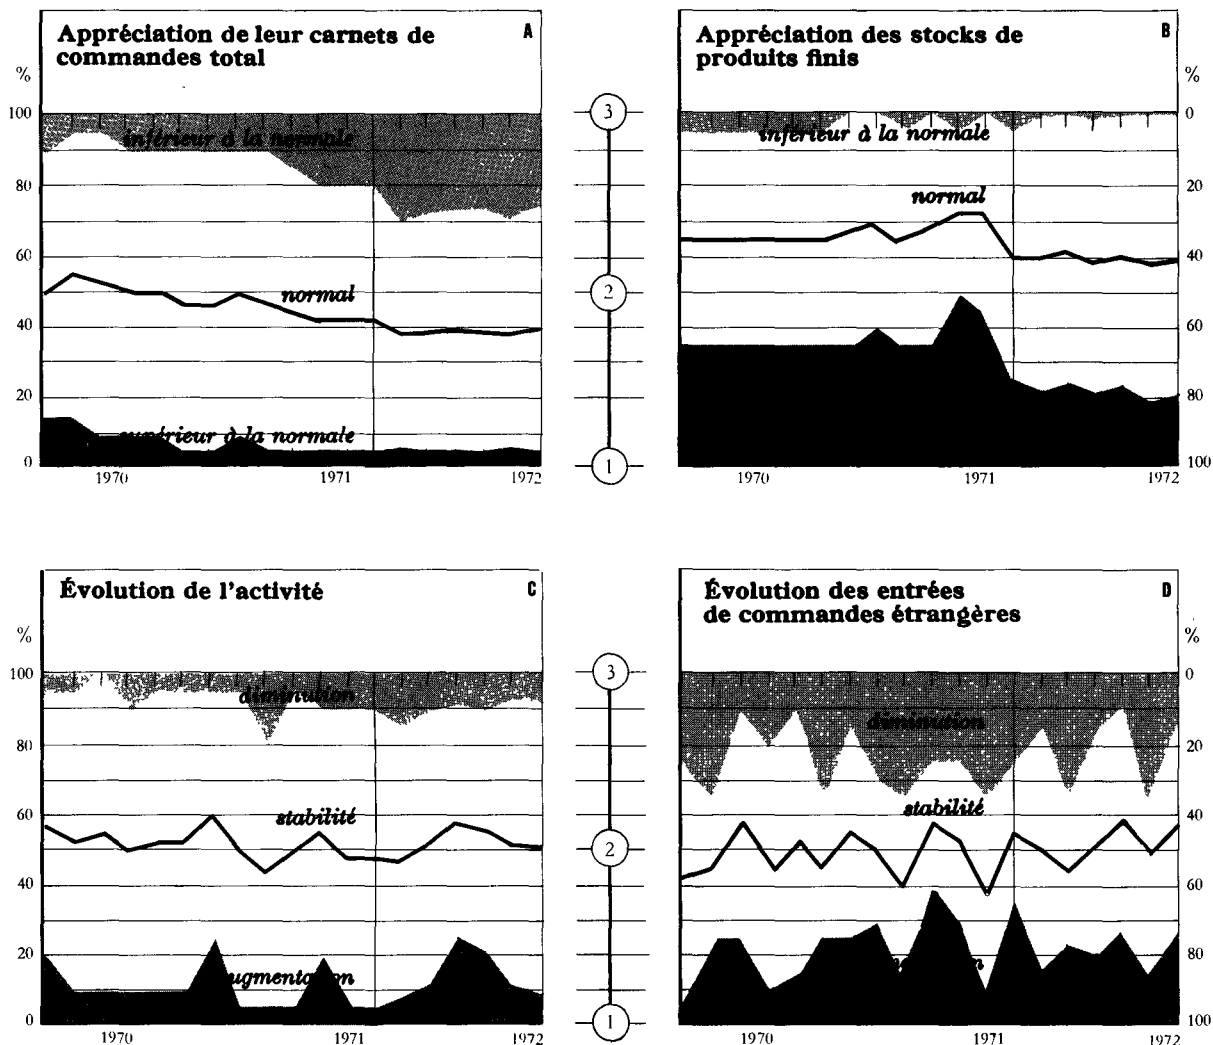 Appréciation de leur carnets de
commandes total
A
%
100
80
60
40
20
0
inférieur à la normale
normal
supérieur à la normale
1970
1971
1972
3
2
1
Appréciation des stocks de
produits finis
B
%
0
20
40
60
80
100
inférieur à la normale
normal
1970
1971
1972
Évolution de l'activité
C
%
100
80
60
40
20
0
diminution
stabilité
augmentation
1970
1971
1972
3
2
1
Évolution des entrées
de commandes étrangères
D
%
0
20
40
60
80
100
diminution
stabilité
1970
1971
1972